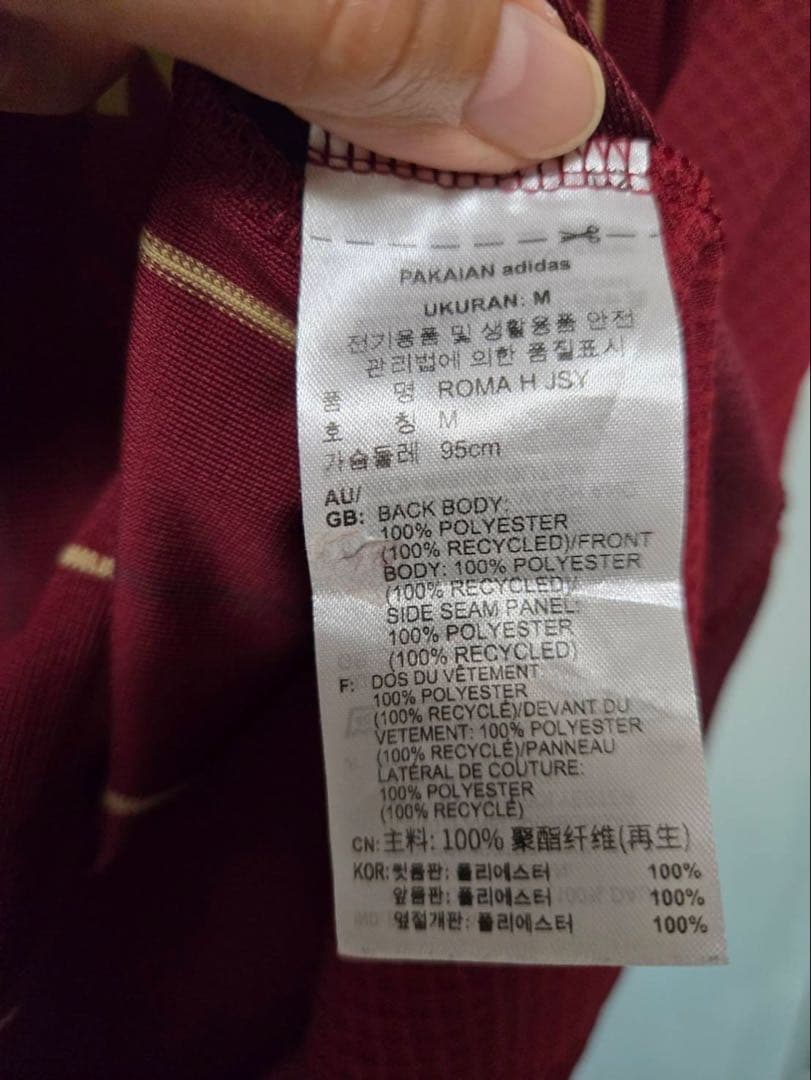 PAKAIAN adidas
UKURAN: M
전기용품 및 생활용품 안전
관리법에 의한 품질표시
품 명 ROMA H JSY
호 칭 M
가슴둘레 95cm
AU/
GB: BACK BODY:
100% POLYESTER
(100% RECYCLED)/FRONT
BODY: 100% POLYESTER
(100% RECYCLED)/
SIDE SEAM PANEL:
100% POLYESTER
(100% RECYCLED)
F: DOS DU VÊTEMENT:
100% POLYESTER
(100% RECYCLÉ)/DEVANT DU
VETEMENT: 100% POLYESTER
(100% RECYCLÉ)/PANNEAU
LATÉRAL DE COUTURE:
100% POLYESTER
(100% RECYCLÉ)
CN: 主料: 100% 聚酯纤维(再生)
KOR: 뒷몸판: 폴리에스터 100%
앞몸판: 폴리에스터 100%
옆절개판: 폴리에스터 100%